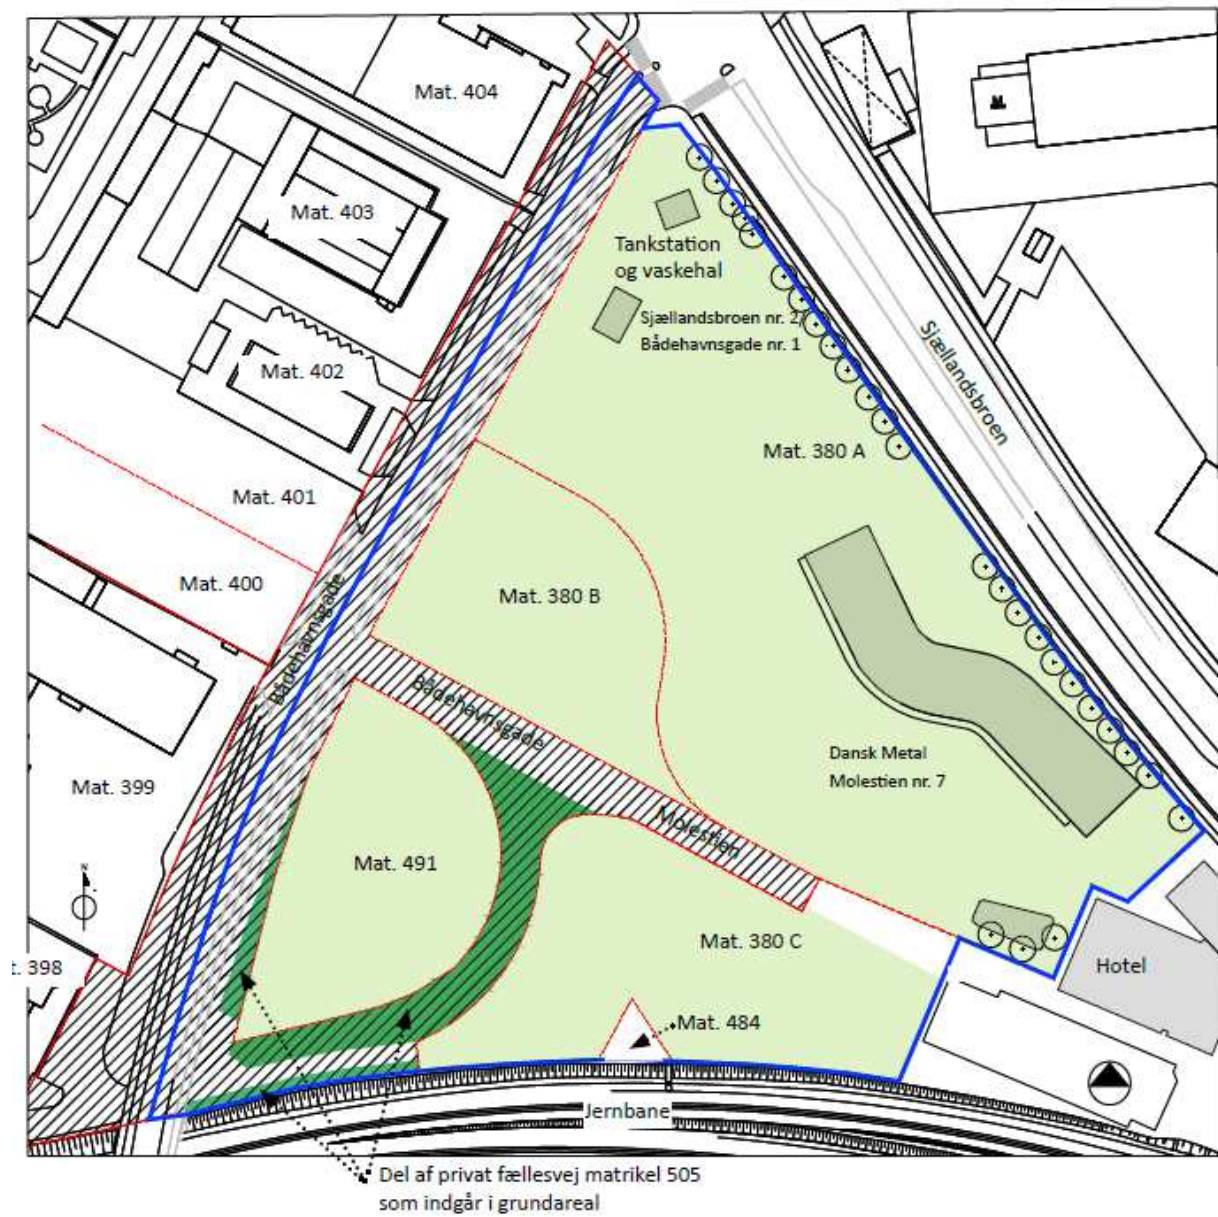 Mat. 404
Mat. 403
Tankstation
og vaskehal
Sjællandsbroen nr. 2/
Bådehavnsgade nr. 1
Sjællandsbroen
Mat. 402
Mat. 380 A
Mat. 401
Mat. 400
Mat. 380 B
Bådehavnsgade
Bådehavnsgade
Dansk Metal
Molestien nr. 7
Mat. 399
Molestien
Mat. 491
N
Mat. 380 C
t. 398
Hotel
Mat. 484
Jernbane
Del af privat fællesvej matrikel 505
som indgår i grundareal